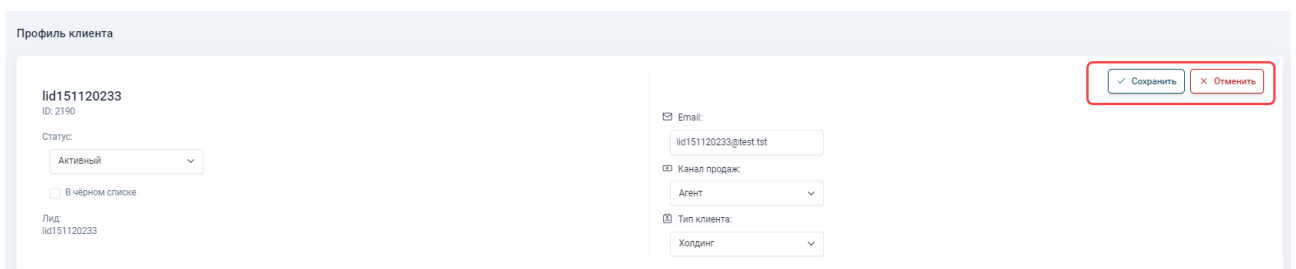 Профиль клиента
Сохранить
Отменить
lid151120233
ID: 2190
Статус:
Активный
В чёрном списке
Лид:
lid151120233
Email:
lid151120233@test.tst
Канал продаж:
Агент
Тип клиента:
Холдинг